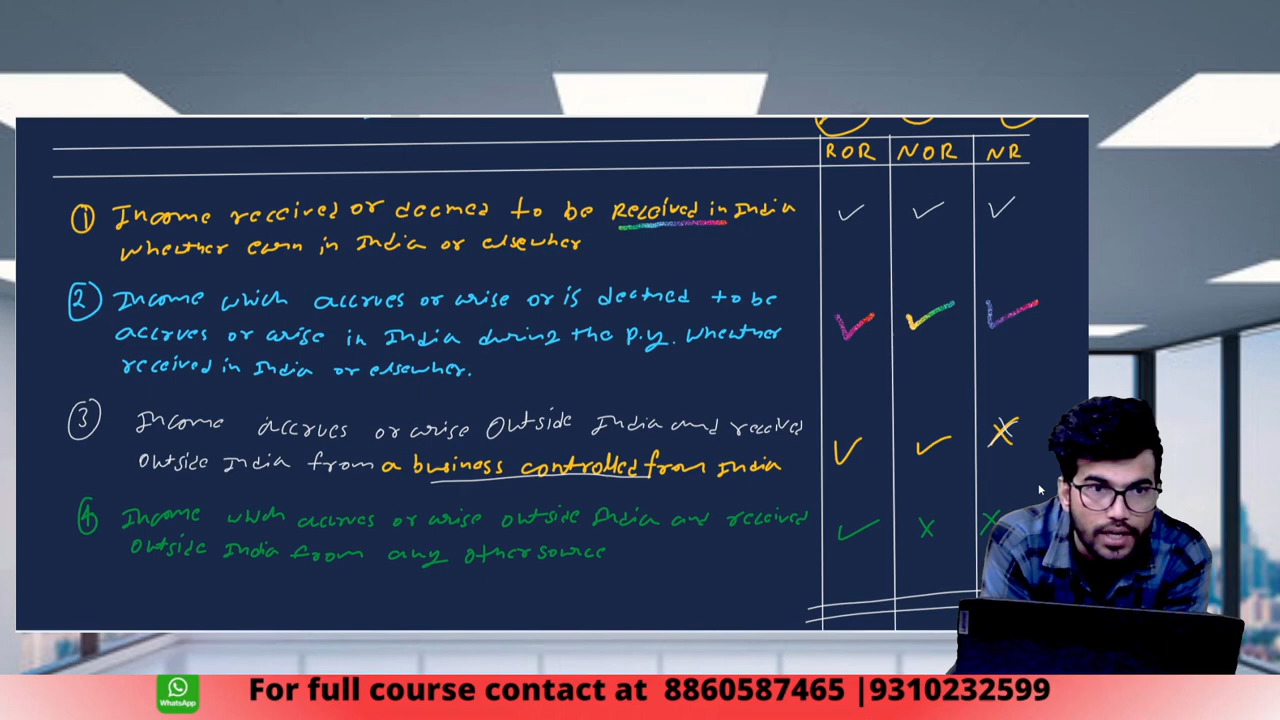 ROR NOR NR
① Income received or deemed to be received in India ✓ ✓ ✓
whether earn in India or elsewher
② Income which accrues or arise or is deemed to be
accrues or arise in India during the p.y. whether ✓ ✓ ✓
received in India or elsewher.
③ Income accrues or arise outside India and received
outside India from a business controlled from India ✓ ✓ X
④ Income which accrues or arise outside India and received ✓ X X
outside India from any other source
WhatsApp
For full course contact at 8860587465 |9310232599